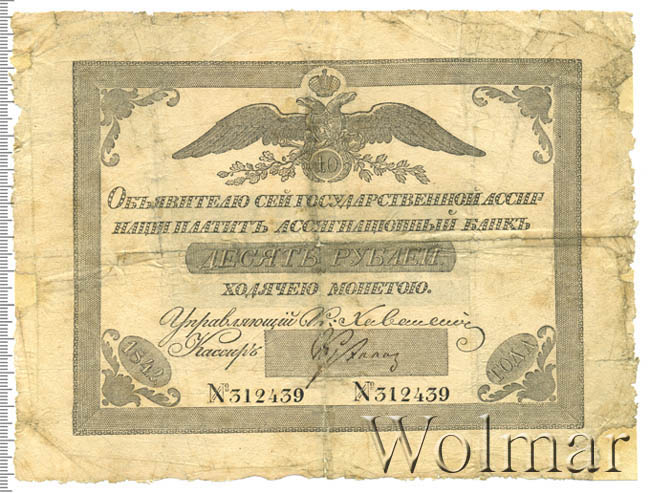 10
Объявителю сей государственной ассиг
нации платитъ ассигнационный банкъ
ДЕСЯТЬ РУБЛЕЙ
ходячею монетою.
Управляющій
Кассиръ
1842 ГОДА
№312439 №312439
Wolmar